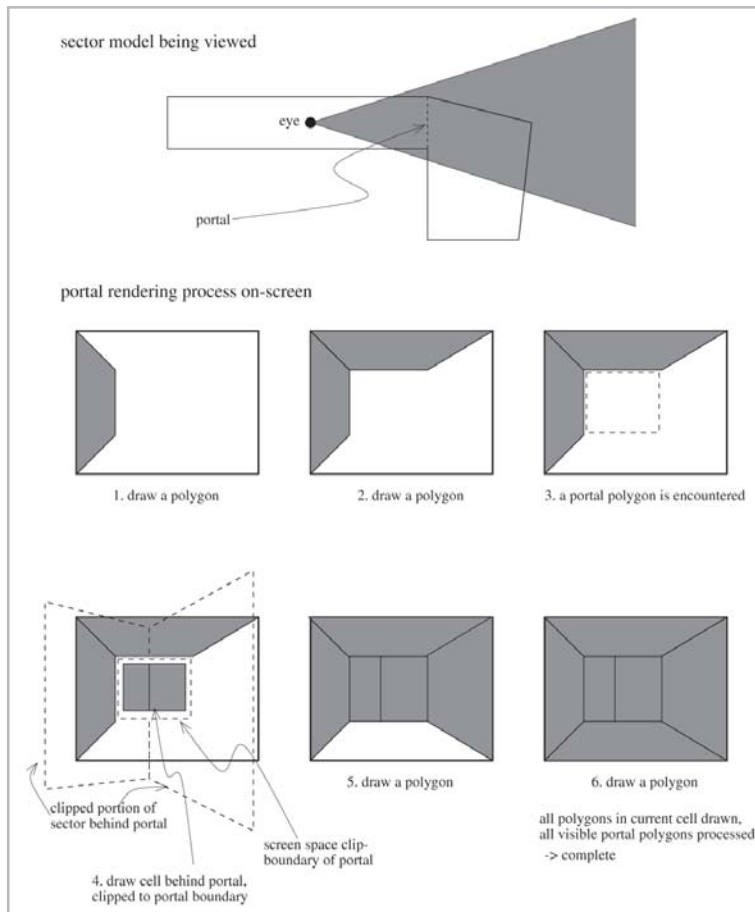 sector model being viewed
eye
portal
portal rendering process on-screen
1. draw a polygon
2. draw a polygon
3. a portal polygon is encountered
clipped portion of
sector behind portal
4. draw cell behind portal,
clipped to portal boundary
screen space clip-
boundary of portal
5. draw a polygon
6. draw a polygon
all polygons in current cell drawn,
all visible portal polygons processed
-> complete